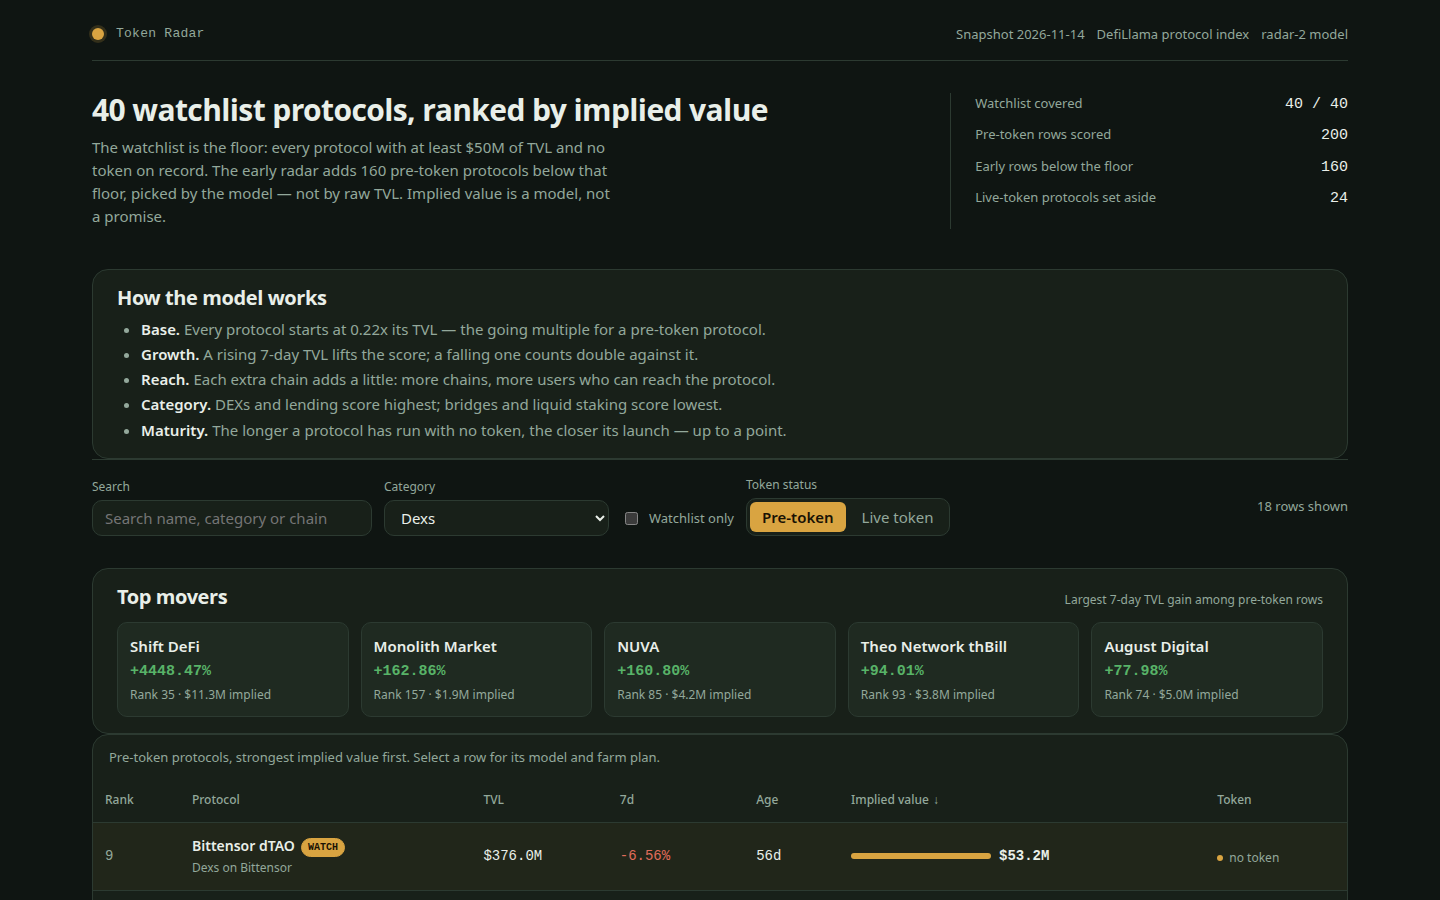 Token Radar
Snapshot 2026-11-14 DefiLlama protocol index radar-2 model
40 watchlist protocols, ranked by implied value
The watchlist is the floor: every protocol with at least $50M of TVL and no
token on record. The early radar adds 160 pre-token protocols below that
floor, picked by the model — not by raw TVL. Implied value is a model, not
a promise.
Watchlist covered 40 / 40
Pre-token rows scored 200
Early rows below the floor 160
Live-token protocols set aside 24
How the model works
• Base. Every protocol starts at 0.22x its TVL — the going multiple for a pre-token protocol.
• Growth. A rising 7-day TVL lifts the score; a falling one counts double against it.
• Reach. Each extra chain adds a little: more chains, more users who can reach the protocol.
• Category. DEXs and lending score highest; bridges and liquid staking score lowest.
• Maturity. The longer a protocol has run with no token, the closer its launch — up to a point.
Search Category Token status
Search name, category or chain Dexs Watchlist only Pre-token Live token 18 rows shown
Top movers Largest 7-day TVL gain among pre-token rows
Shift DeFi Monolith Market NUVA Theo Network thBill August Digital
+4448.47% +162.86% +160.80% +94.01% +77.98%
Rank 35 · $11.3M implied Rank 157 · $1.9M implied Rank 85 · $4.2M implied Rank 93 · $3.8M implied Rank 74 · $5.0M implied
Pre-token protocols, strongest implied value first. Select a row for its model and farm plan.
Rank Protocol TVL 7d Age Implied value ↓ Token
9 Bittensor dTAO WATCH $376.0M -6.56% 56d $53.2M no token
Dexs on Bittensor